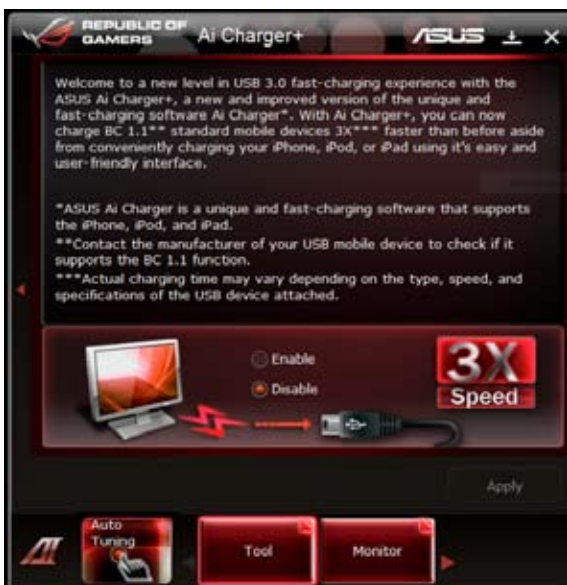 REPUBLIC OF
GAMERS
Ai Charger+
ASUS
Welcome to a new level in USB 3.0 fast-charging experience with the
ASUS Ai Charger+, a new and improved version of the unique and
fast-charging software Ai Charger*. With Ai Charger+, you can now
charge BC 1.1** standard mobile devices 3X*** faster than before aside
from conveniently charging your iPhone, iPod, or iPad using it's easy and
user-friendly interface.
*ASUS Ai Charger is a unique and fast-charging software that supports
the iPhone, iPod, and iPad.
**Contact the manufacturer of your USB mobile device to check if it
supports the BC 1.1 function.
***Actual charging time may vary depending on the type, speed, and
specifications of the USB device attached.
Enable
Disable
3X
Speed
Apply
AI
Auto
Tuning
Tool
Monitor